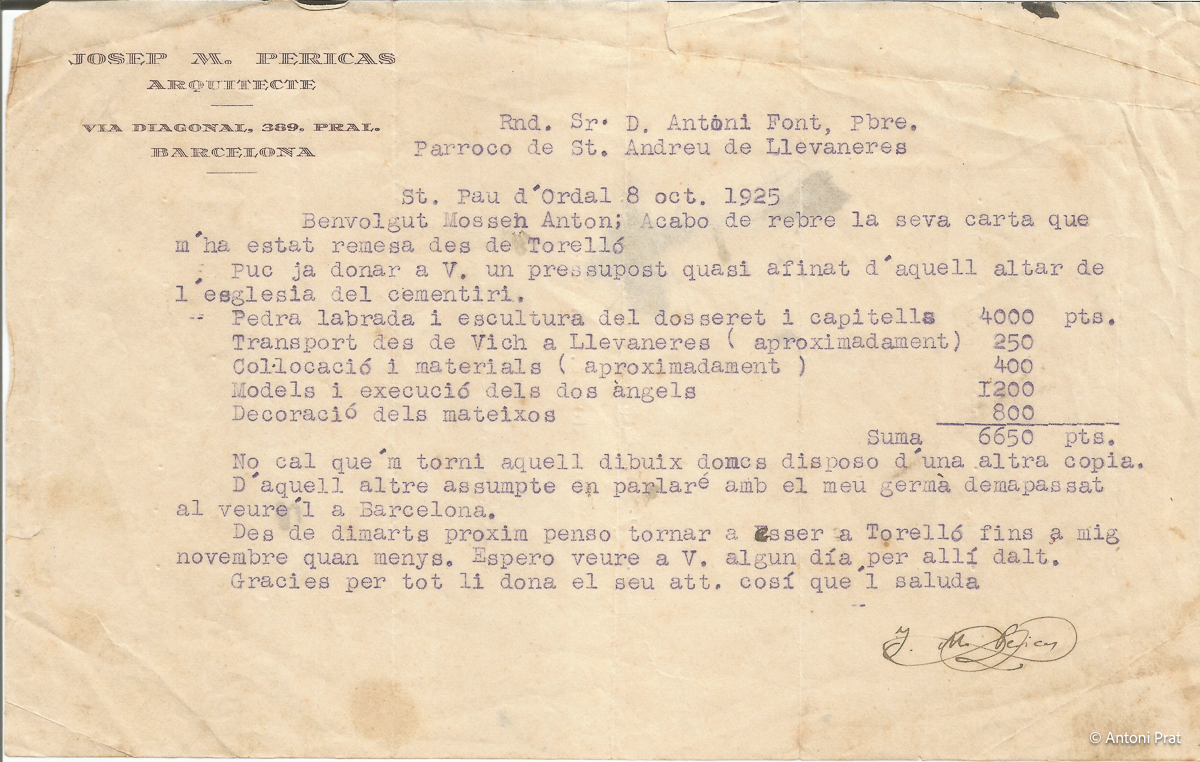 JOSEP M. PERICAS
ARQUITECTE
VIA DIAGONAL, 389. PRAL.
BARCELONA
Rnd. Sr. D. Antoni Font, Pbre.
Parroco de St. Andreu de Llevaneres
St. Pau d´Ordal 8 oct. 1925
Benvolgut Mosseh Anton; Acabo de rebre la seva carta que
m´ha estat remesa des de Torelló
Puc ja donar a V. un pressupost quasi afinat d´aquell altar de
l´esglesia del cementiri.
-- Pedra labrada i escultura del dosseret i capitells 4000 pts.
Transport des de Vich a Llevaneres ( aproximadament) 250
Col·locació i materials ( aproximadament ) 400
Models i execució dels dos àngels 1200
Decoració dels mateixos 800
Suma 6650 pts.
No cal que´m torni aquell dibuix domcs disposo d´una altra copia.
D´aquell altre assumpte en parlaré amb el meu germà demapassat
al veure´l a Barcelona.
Des de dimarts proxim penso tornar a Esser a Torelló fins a mig
novembre quan menys. Espero veure a V. algun día per allí dalt.
Gracies per tot li dona el seu att. cosí que´l saluda
J. M. Pericas
© Antoni Prat